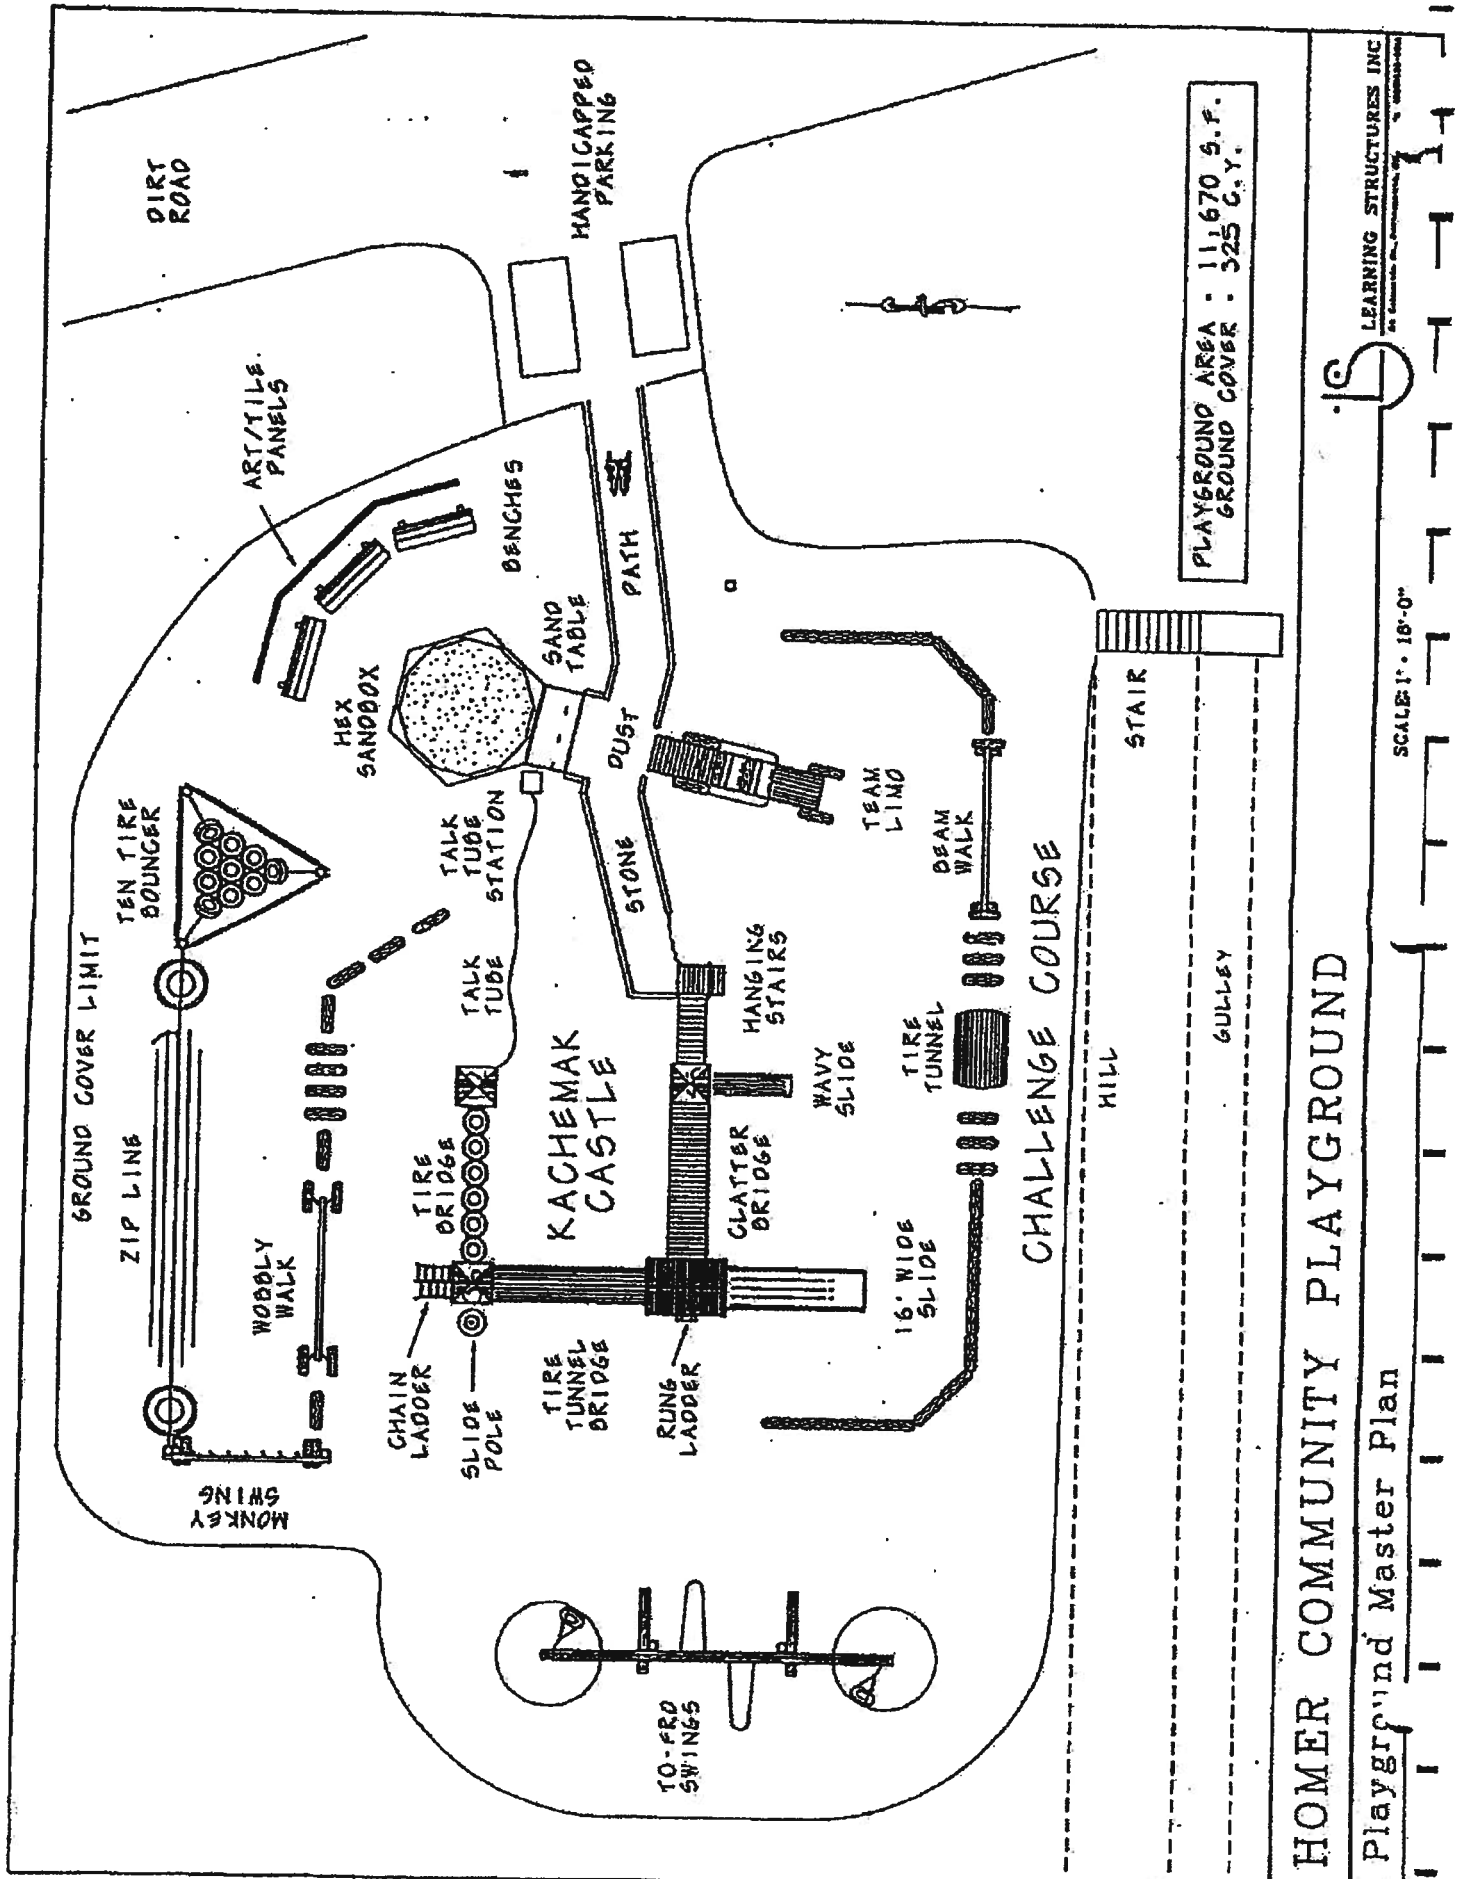 DIRT
ROAD
HANDICAPPED
PARKING
ART/TILE
PANELS
BENCHES
PATH
SAND
TABLE
HEX
SANDBOX
DUST
STONE
TEN TIRE
BOUNCER
TALK
TUBE
STATION
TALK
TUBE
TEAM
LIMO
BEAM
WALK
GROUND COVER LIMIT
ZIP LINE
WOBBLY
WALK
MONKEY
SWING
TIRE
BRIDGE
KACHEMAK
CASTLE
HANGING
STAIRS
WAVY
SLIDE
CLATTER
BRIDGE
TIRE
TUNNEL
CHAIN
LADDER
SLIDE
POLE
TIRE
TUNNEL
BRIDGE
RUNG
LADDER
16' WIDE
SLIDE
CHALLENGE COURSE
TO-FRO
SWINGS
STAIR
HILL
GULLEY
PLAYGROUND AREA = 11,670 S.F.
GROUND COVER = 325 C.Y.
HOMER COMMUNITY PLAYGROUND
Playground Master Plan
SCALE: 1" = 16'-0"
LEARNING STRUCTURES INC